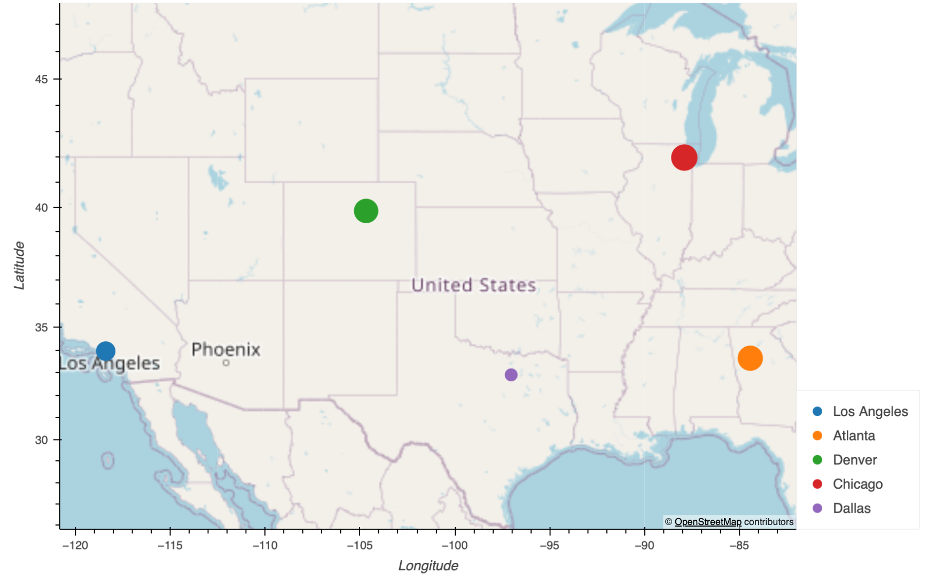 45
40
35
30
Latitude
United States
Phoenix
Los Angeles
© OpenStreetMap contributors
−120
−115
−110
−105
−100
−95
−90
−85
Longitude
Los Angeles
Atlanta
Denver
Chicago
Dallas